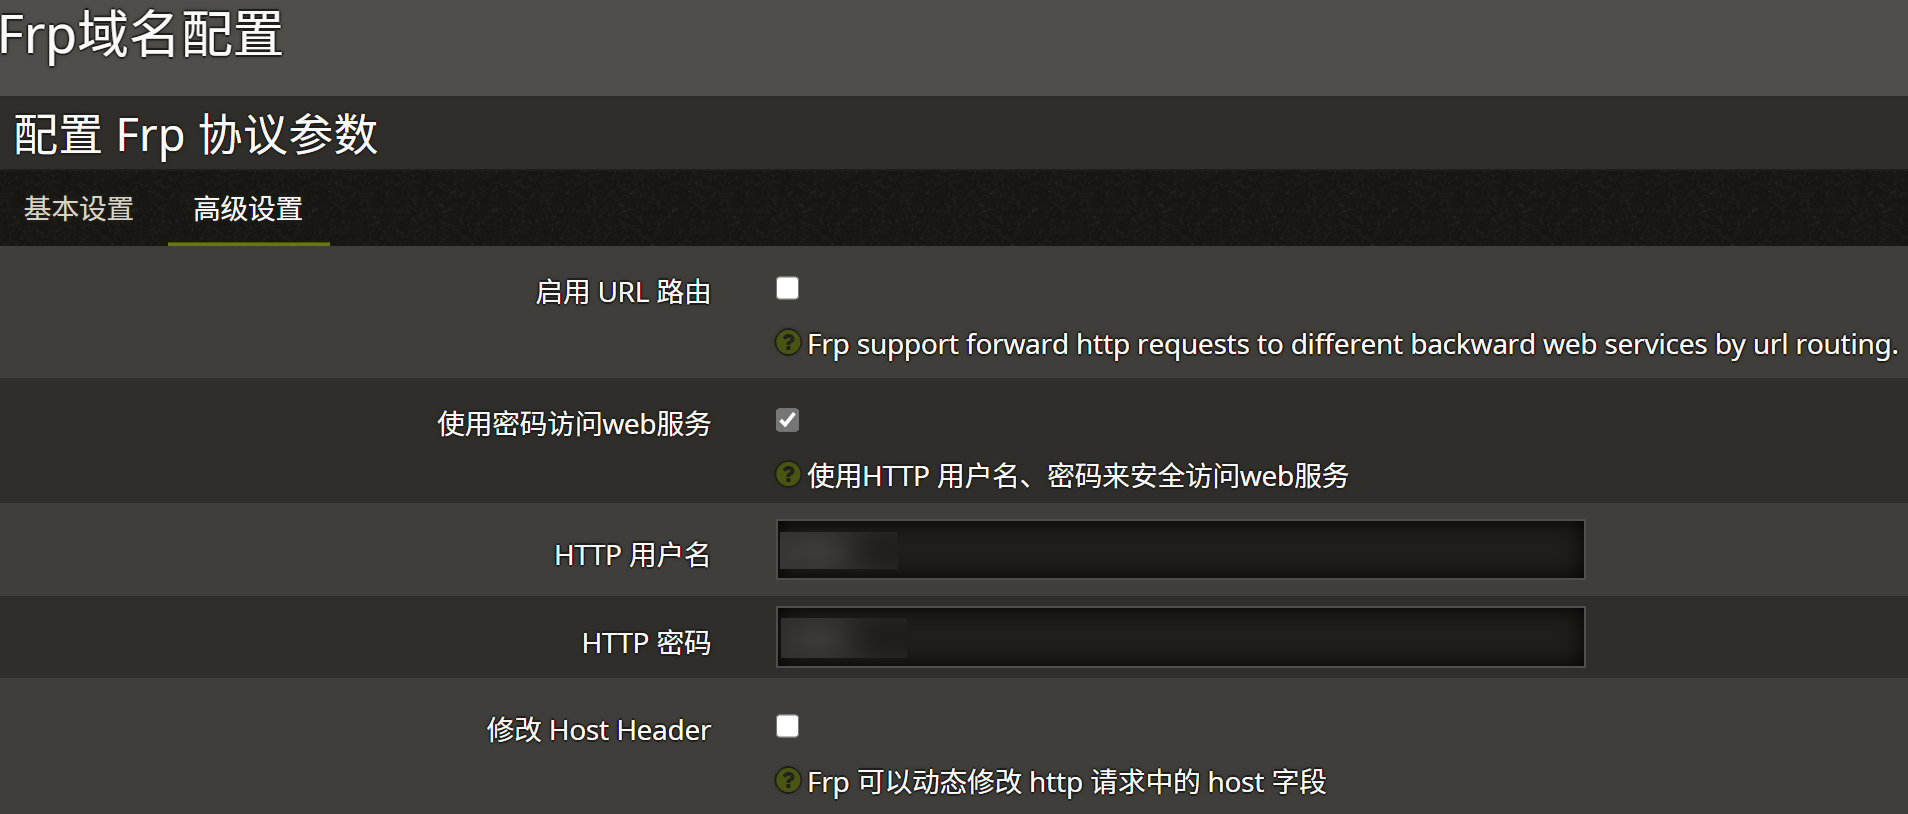 Frp域名配置
配置 Frp 协议参数
基本设置 高级设置
启用 URL 路由
Frp support forward http requests to different backward web services by url routing.
使用密码访问web服务
使用HTTP 用户名、密码来安全访问web服务
HTTP 用户名
HTTP 密码
修改 Host Header
Frp 可以动态修改 http 请求中的 host 字段